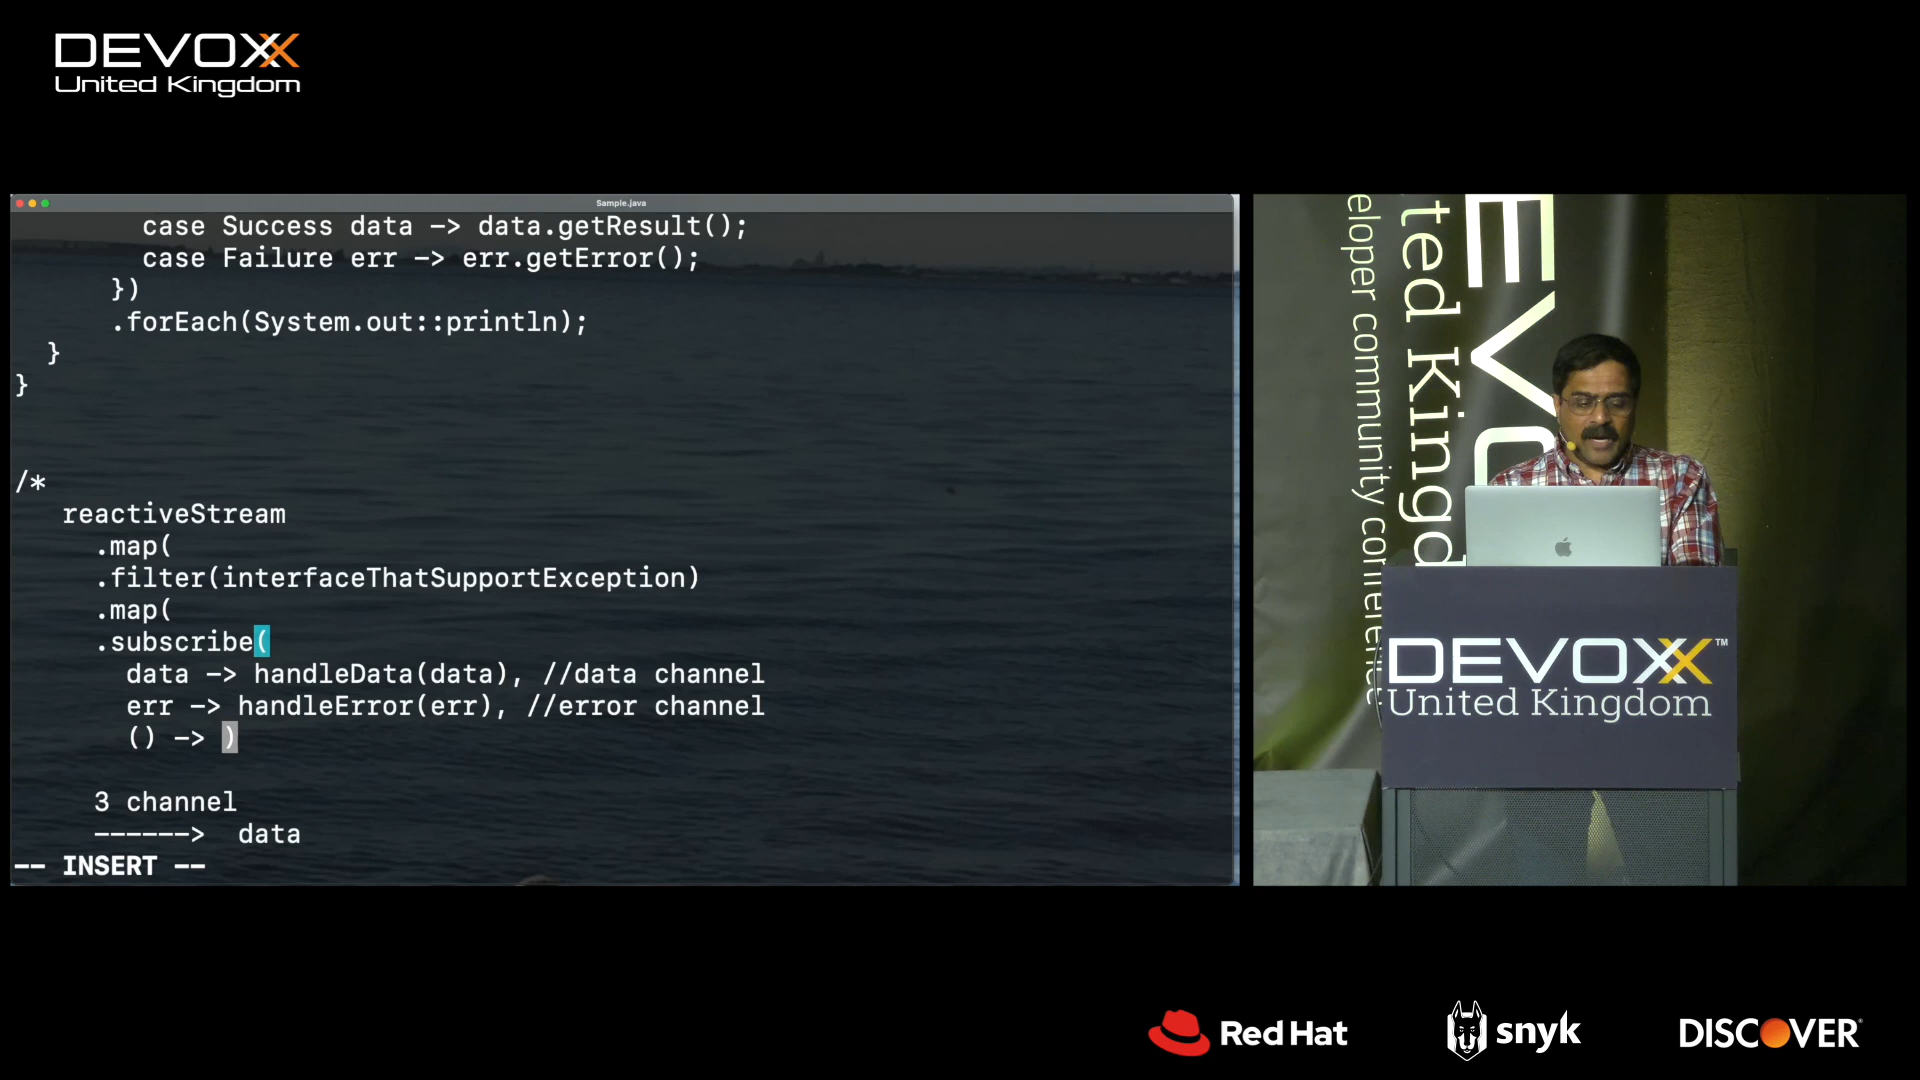 DEVOXX
United Kingdom
Sample.java
case Success data -> data.getResult();
case Failure err -> err.getError();
})
.forEach(System.out::println);
}
}
/*
reactiveStream
.map(
.filter(interfaceThatSupportException)
.map(
.subscribe(
data -> handleData(data), //data channel
err -> handleError(err), //error channel
() -> )
3 channel
------> data
-- INSERT --
eloper community conference
ted Kingd
EVO
DEVOXX™
United Kingdom
Red Hat
snyk
DISCOVER